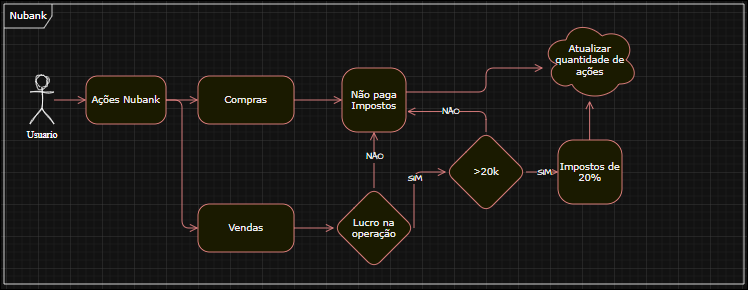 Nubank
Usuario
Ações Nubank
Compras
Não paga
Impostos
Atualizar
quantidade de
ações
NÃO
NÃO
>20k
SIM
Impostos de
20%
SIM
Vendas
Lucro na
operação